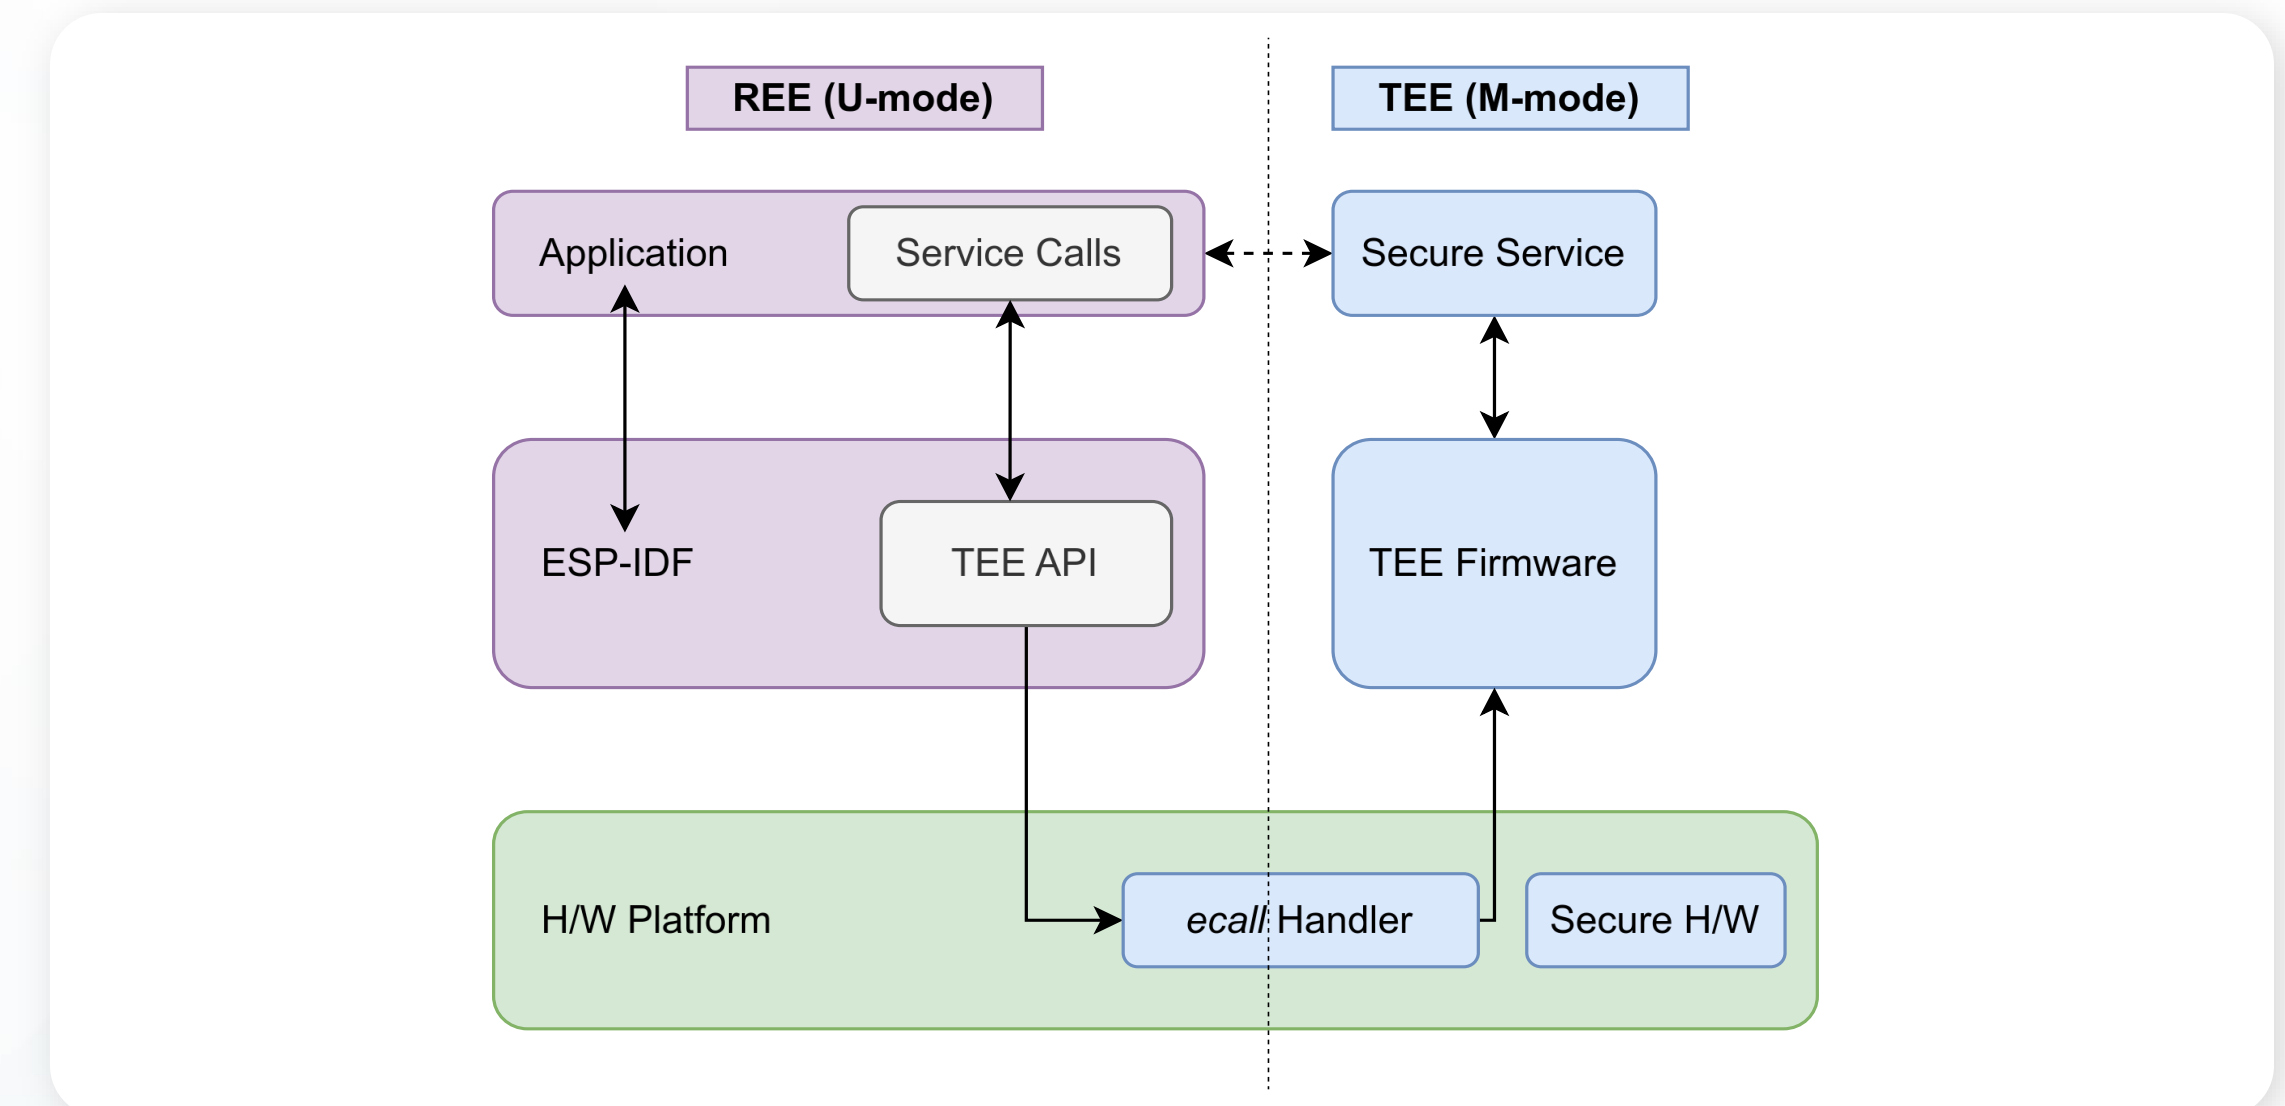 REE (U-mode)
TEE (M-mode)
Application
Service Calls
Secure Service
ESP-IDF
TEE API
TEE Firmware
H/W Platform
ecall Handler
Secure H/W